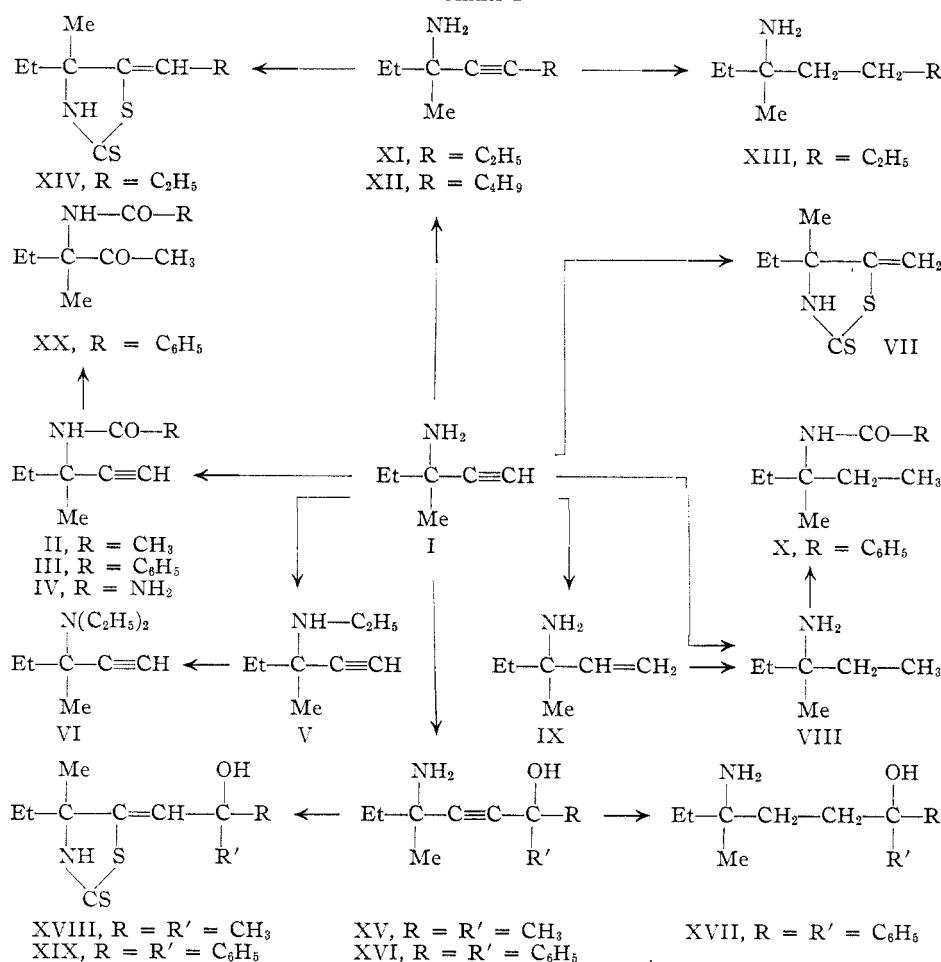 Me NH₂ NH₂
Et—C—C=CH—R Et—C—C≡C—R Et—C—CH₂—CH₂—R
NH S Me Me
CS XI, R = C₂H₅ XIII, R = C₂H₅
XIV, R = C₂H₅ XII, R = C₄H₉
NH—CO—R Me
Et—C—CO—CH₃ Et—C—C=CH₂
Me NH S
XX, R = C₆H₅ CS VII
NH—CO—R NH₂ NH—CO—R
Et—C—C≡CH Et—C—C≡CH Et—C—CH₂—CH₃
Me Me Me
II, R = CH₃ I X, R = C₆H₅
III, R = C₆H₅
IV, R = NH₂
N(C₂H₅)₂ NH—C₂H₅ NH₂ NH₂
Et—C—C≡CH Et—C—C≡CH Et—C—CH=CH₂ Et—C—CH₂—CH₃
Me Me Me Me
VI V IX VIII
Me OH NH₂ OH NH₂ OH
Et—C—C=CH—C—R Et—C—C≡C—C—R Et—C—CH₂—CH₂—C—R
NH S R' Me R' Me R'
CS
XVIII, R = R' = CH₃ XV, R = R' = CH₃ XVII, R = R' = C₆H₅
XIX, R = R' = C₆H₅ XVI, R = R' = C₆H₅